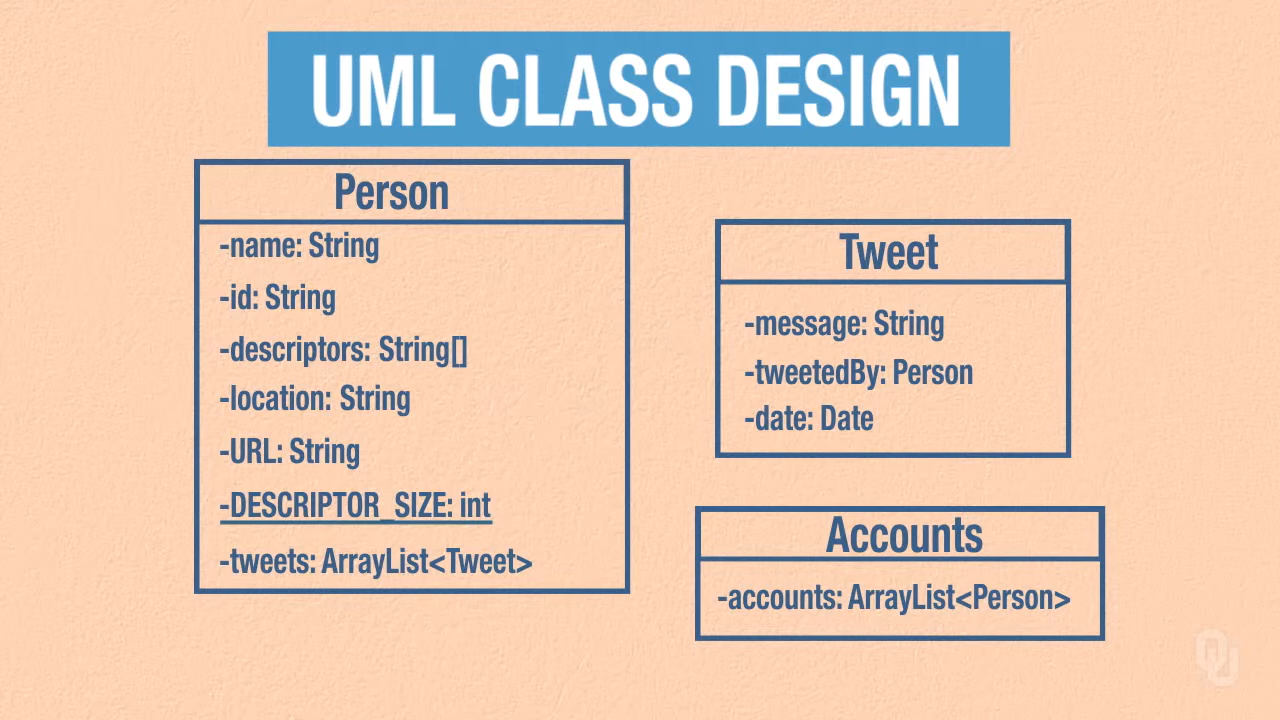 UML CLASS DESIGN
Person
-name: String
-id: String
-descriptors: String[]
-location: String
-URL: String
-DESCRIPTOR_SIZE: int
-tweets: ArrayList<Tweet>
Tweet
-message: String
-tweetedBy: Person
-date: Date
Accounts
-accounts: ArrayList<Person>
OU